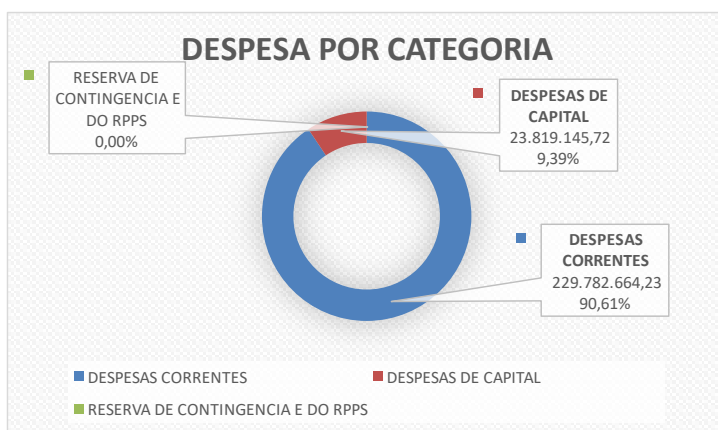 DESPESA POR CATEGORIA
RESERVA DE
CONTINGENCIA E
DO RPPS
0,00%
DESPESAS DE
CAPITAL
23.819.145,72
9,39%
DESPESAS
CORRENTES
229.782.664,23
90,61%
DESPESAS CORRENTES
DESPESAS DE CAPITAL
RESERVA DE CONTINGENCIA E DO RPPS